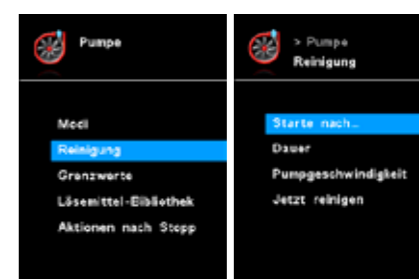 Pumpe
Modi
Reinigung
Grenzwerte
Lösemittel-Bibliothek
Aktionen nach Stopp
> Pumpe
Reinigung
Starte nach...
Dauer
Pumpgeschwindigkeit
Jetzt reinigen